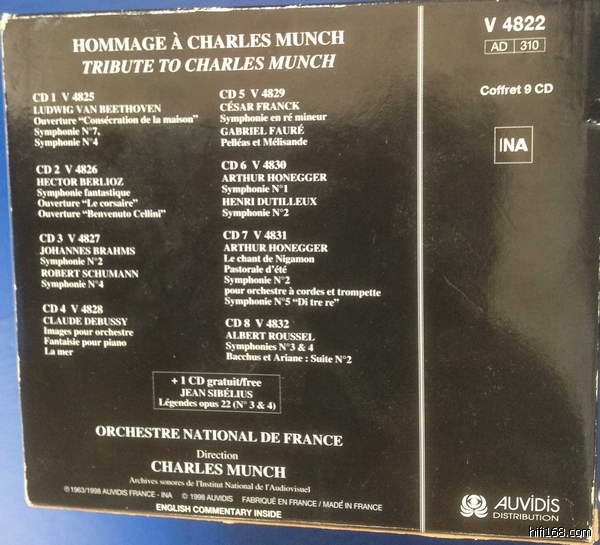 HOMMAGE À CHARLES MUNCH
TRIBUTE TO CHARLES MUNCH
V 4822
AD 310
Coffret 9 CD
INA
CD 1 V 4825
LUDWIG VAN BEETHOVEN
Ouverture "Consécration de la maison"
Symphonie N°7,
Symphonie N°4
CD 2 V 4826
HECTOR BERLIOZ
Symphonie fantastique
Ouverture "Le corsaire"
Ouverture "Benvenuto Cellini"
CD 3 V 4827
JOHANNES BRAHMS
Symphonie N°2
ROBERT SCHUMANN
Symphonie N°4
CD 4 V 4828
CLAUDE DEBUSSY
Images pour orchestre
Fantaisie pour piano
La mer
CD 5 V 4829
CÉSAR FRANCK
Symphonie en ré mineur
GABRIEL FAURÉ
Pelléas et Mélisande
CD 6 V 4830
ARTHUR HONEGGER
Symphonie N°1
HENRI DUTILLEUX
Symphonie N°2
CD 7 V 4831
ARTHUR HONEGGER
Le chant de Nigamon
Pastorale d'été
Symphonie N°2
pour orchestre à cordes et trompette
Symphonie N°5 "Di tre re"
CD 8 V 4832
ALBERT ROUSSEL
Symphonies N°3 & 4
Bacchus et Ariane : Suite N°2
+ 1 CD gratuit/free
JEAN SIBÉLIUS
Légendes opus 22 (N° 3 & 4)
ORCHESTRE NATIONAL DE FRANCE
Direction
CHARLES MUNCH
Archives sonores de l'Institut National de l'Audiovisuel
℗ 1963/1998 AUVIDIS FRANCE - INA © 1998 AUVIDIS FABRIQUÉ EN FRANCE / MADE IN FRANCE
ENGLISH COMMENTARY INSIDE
AUVIDIS
DISTRIBUTION
hifi168.com